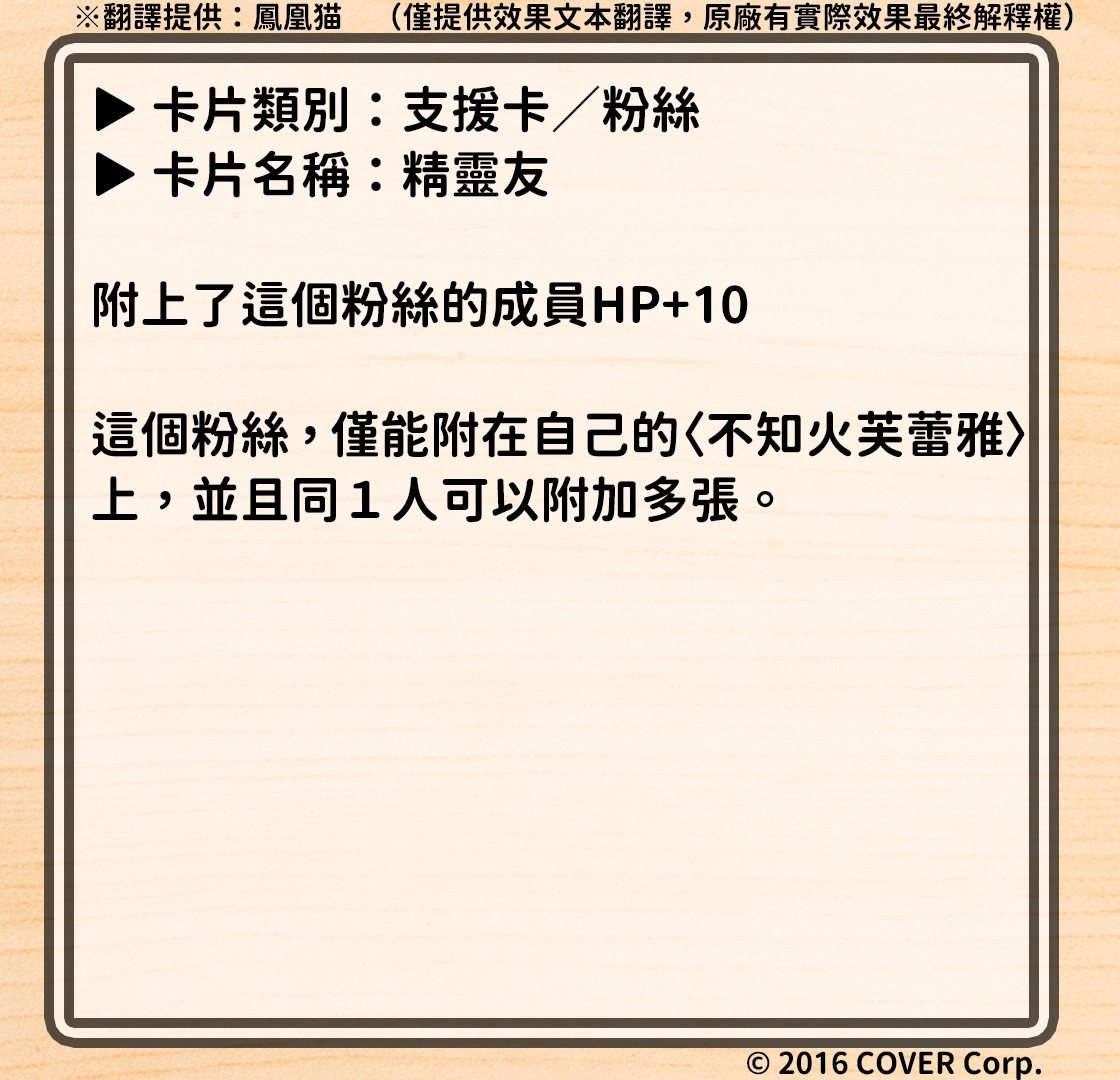 ※翻譯提供：鳳凰猫　（僅提供效果文本翻譯，原廠有實際效果最終解釋權）
▶ 卡片類別：支援卡／粉絲
▶ 卡片名稱：精靈友
附上了這個粉絲的成員HP+10
這個粉絲，僅能附在自己的〈不知火芙蕾雅〉
上，並且同１人可以附加多張。
© 2016 COVER Corp.